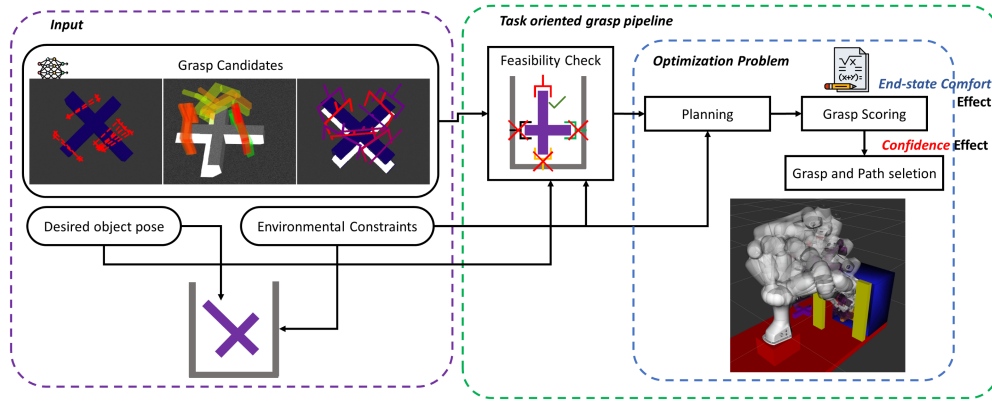 Input
Task oriented grasp pipeline
Grasp Candidates
Feasibility Check
Optimization Problem
√x
(x+y)=
End-state Comfort
Effect
Planning
Grasp Scoring
Confidence Effect
Grasp and Path seletion
Desired object pose
Environmental Constraints